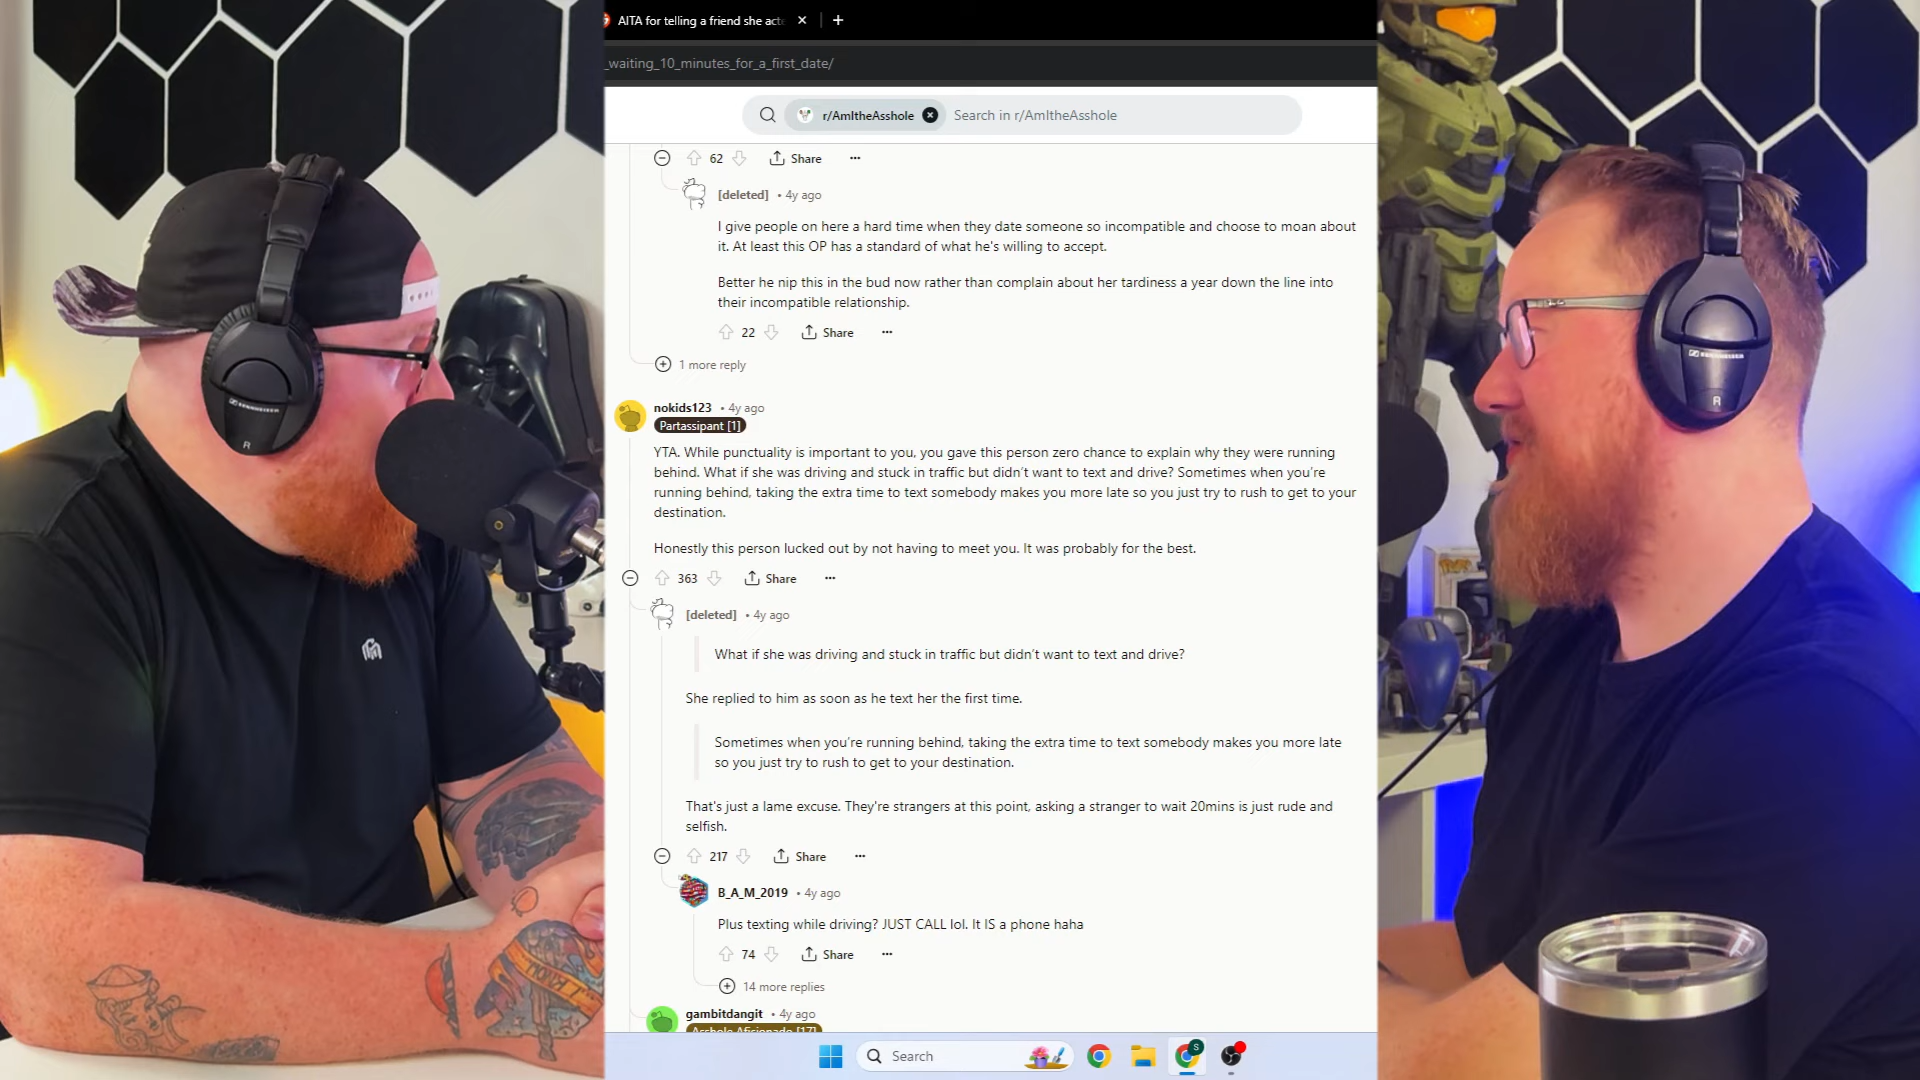 AITA for telling a friend she act
_waiting_10_minutes_for_a_first_date/
r/AmItheAsshole
Search in r/AmItheAsshole
62 Share
[deleted] • 4y ago
I give people on here a hard time when they date someone so incompatible and choose to moan about
it. At least this OP has a standard of what he's willing to accept.
Better he nip this in the bud now rather than complain about her tardiness a year down the line into
their incompatible relationship.
22 Share
1 more reply
nokids123 • 4y ago
Partassipant [1]
YTA. While punctuality is important to you, you gave this person zero chance to explain why they were running
behind. What if she was driving and stuck in traffic but didn't want to text and drive? Sometimes when you're
running behind, taking the extra time to text somebody makes you more late so you just try to rush to get to your
destination.
Honestly this person lucked out by not having to meet you. It was probably for the best.
363 Share
[deleted] • 4y ago
What if she was driving and stuck in traffic but didn't want to text and drive?
She replied to him as soon as he text her the first time.
Sometimes when you're running behind, taking the extra time to text somebody makes you more late
so you just try to rush to get to your destination.
That's just a lame excuse. They're strangers at this point, asking a stranger to wait 20mins is just rude and
selfish.
217 Share
B_A_M_2019 • 4y ago
Plus texting while driving? JUST CALL lol. It IS a phone haha
74 Share
14 more replies
gambitdangit • 4y ago
Asshole Aficionado [17]
Search
S
SENNHEISER
R
SENNHEISER
R